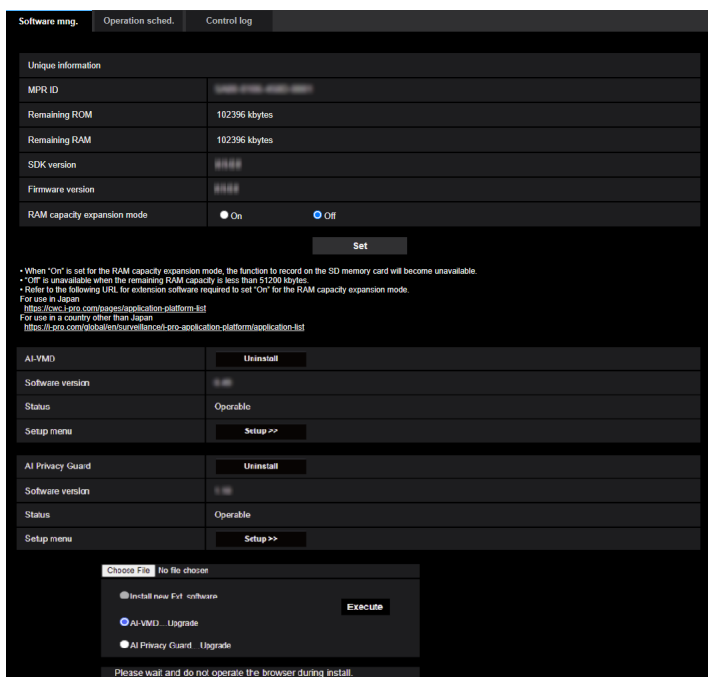 Software mng. Operation sched. Control log
Unique information
MPR ID
Remaining ROM 102396 kbytes
Remaining RAM 102396 kbytes
SDK version
Firmware version
RAM capacity expansion mode On Off
Set
• When "On" is set for the RAM capacity expansion mode, the function to record on the SD memory card will become unavailable.
• "Off" is unavailable when the remaining RAM capacity is less than 51200 kbytes.
• Refer to the following URL for extension software required to set "On" for the RAM capacity expansion mode.
For use in Japan
https://cwc.i-pro.com/pages/application-platform-list
For use in a country other than Japan
https://i-pro.com/global/en/surveillance/i-pro-application-platform/application-list
AI-VMD Uninstall
Software version
Status Operable
Setup menu Setup >>
AI Privacy Guard Uninstall
Software version
Status Operable
Setup menu Setup >>
Choose File No file chosen
Install new Ext. software
Execute
AI-VMD....Upgrade
AI Privacy Guard....Upgrade
Please wait and do not operate the browser during install.